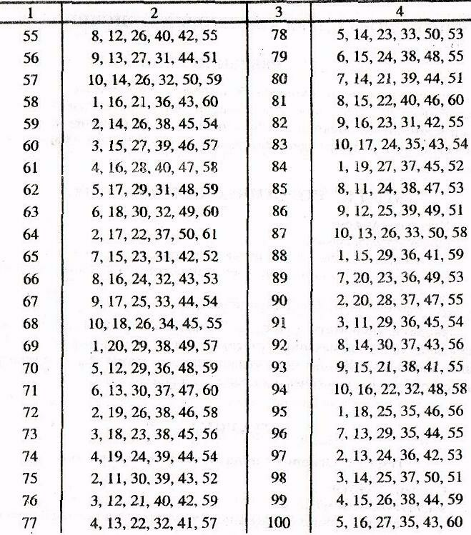 1 2 3 4
55 8, 12, 26, 40, 42, 55 78 5, 14, 23, 33, 50, 53
56 9, 13, 27, 31, 44, 51 79 6, 15, 24, 38, 48, 55
57 10, 14, 26, 32, 50, 59 80 7, 14, 21, 39, 44, 51
58 1, 16, 21, 36, 43, 60 81 8, 15, 22, 40, 46, 60
59 2, 14, 26, 38, 45, 54 82 9, 16, 23, 31, 42, 55
60 3, 15, 27, 39, 46, 57 83 10, 17, 24, 35, 43, 54
61 4, 16, 28, 40, 47, 58 84 1, 19, 27, 37, 45, 52
62 5, 17, 29, 31, 48, 59 85 8, 11, 24, 38, 47, 53
63 6, 18, 30, 32, 49, 60 86 9, 12, 25, 39, 49, 51
64 2, 17, 22, 37, 50, 61 87 10, 13, 26, 33, 50, 58
65 7, 15, 23, 31, 42, 52 88 1, 15, 29, 36, 41, 59
66 8, 16, 24, 32, 43, 53 89 7, 20, 23, 36, 49, 53
67 9, 17, 25, 33, 44, 54 90 2, 20, 28, 37, 47, 55
68 10, 18, 26, 34, 45, 55 91 3, 11, 29, 36, 45, 54
69 1, 20, 29, 38, 49, 57 92 8, 14, 30, 37, 43, 56
70 5, 12, 29, 36, 48, 59 93 9, 15, 21, 38, 41, 55
71 6, 13, 30, 37, 47, 60 94 10, 16, 22, 32, 48, 58
72 2, 19, 26, 38, 46, 58 95 1, 18, 25, 35, 46, 56
73 3, 18, 23, 38, 45, 56 96 7, 13, 29, 35, 44, 55
74 4, 19, 24, 39, 44, 54 97 2, 13, 24, 36, 42, 53
75 2, 11, 30, 39, 43, 52 98 3, 14, 25, 37, 50, 51
76 3, 12, 21, 40, 42, 59 99 4, 15, 26, 38, 44, 59
77 4, 13, 22, 32, 41, 57 100 5, 16, 27, 35, 43, 60